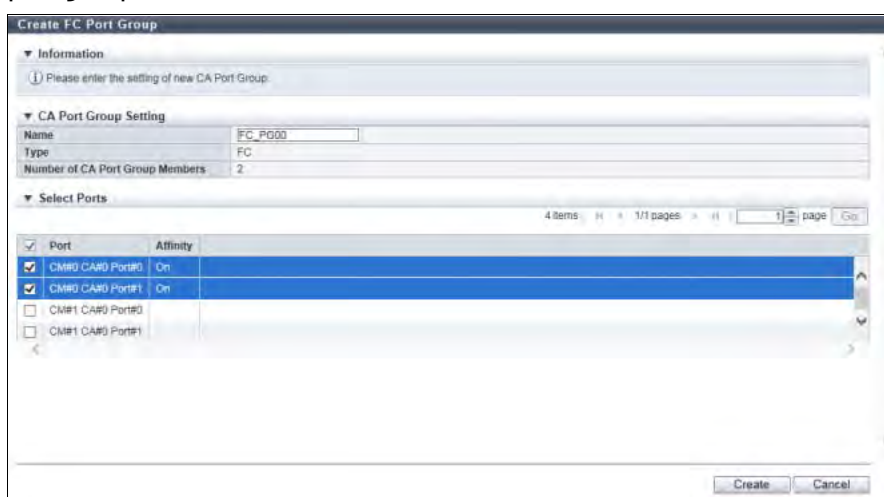 Create FC Port Group
▼ Information
Please enter the setting of new CA Port Group.
▼ CA Port Group Setting
Name FC_PG00
Type FC
Number of CA Port Group Members 2
▼ Select Ports
4 items 1/1 pages 1 page Go
Port Affinity
CM#0 CA#0 Port#0 On
CM#0 CA#0 Port#1 On
CM#1 CA#0 Port#0
CM#1 CA#0 Port#1
Create Cancel